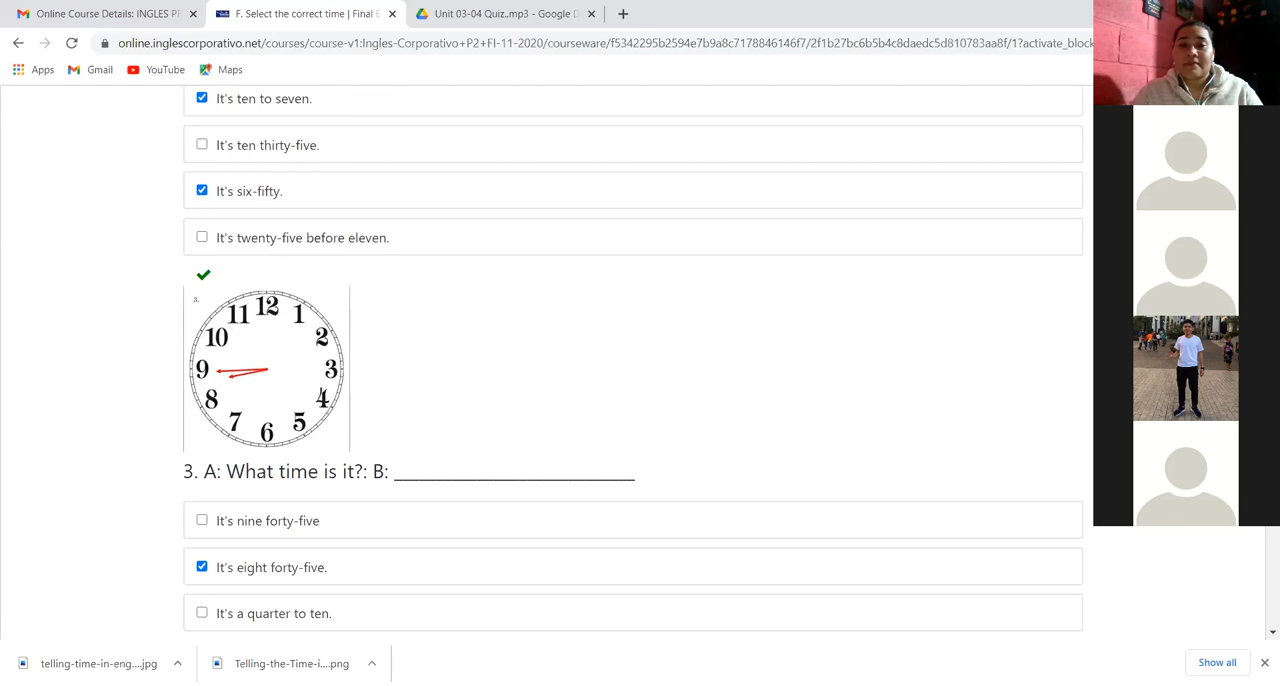 Online Course Details: INGLES PF
F. Select the correct time | Final E
Unit 03-04 Quiz..mp3 - Google D
online.inglescorporativo.net/courses/course-v1:Ingles-Corporativo+P2+FI-11-2020/courseware/f5342295b2594e7b9a8c7178846146f7/2f1b27bc6b5b4c8daedc5d810783aa8f/1?activate_block
Apps
Gmail
YouTube
Maps
It's ten to seven.
It's ten thirty-five.
It's six-fifty.
It's twenty-five before eleven.
a.
12
11
1
10
2
9
3
8
4
7
5
6
3. A: What time is it?: B: ___________________________
It's nine forty-five
It's eight forty-five.
It's a quarter to ten.
telling-time-in-eng....jpg
Telling-the-Time-i....png
Show all